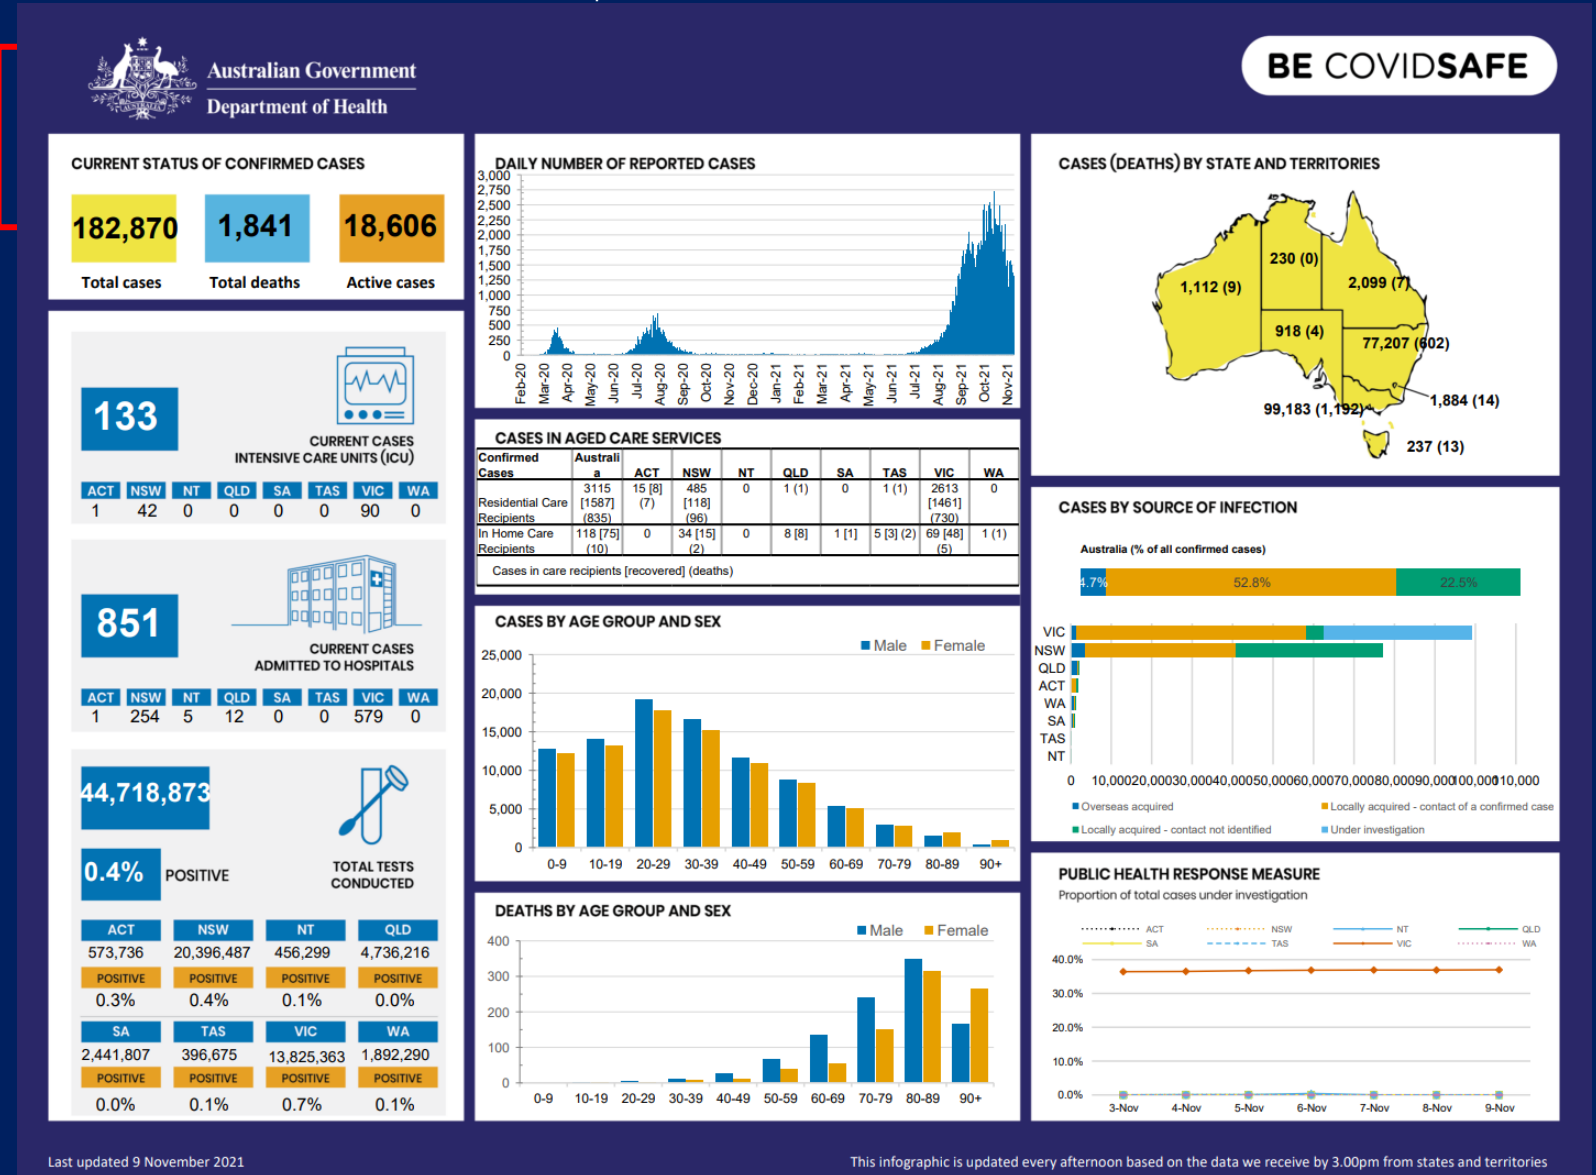 Australian Government
Department of Health
BE COVIDSAFE
CURRENT STATUS OF CONFIRMED CASES
182,870 1,841 18,606
Total cases Total deaths Active cases
133
CURRENT CASES
INTENSIVE CARE UNITS (ICU)
ACT NSW NT QLD SA TAS VIC WA
1 42 0 0 0 0 90 0
851
CURRENT CASES
ADMITTED TO HOSPITALS
ACT NSW NT QLD SA TAS VIC WA
1 254 5 12 0 0 579 0
44,718,873
0.4% POSITIVE
TOTAL TESTS
CONDUCTED
ACT NSW NT QLD
573,736 20,396,487 456,299 4,736,216
POSITIVE POSITIVE POSITIVE POSITIVE
0.3% 0.4% 0.1% 0.0%
SA TAS VIC WA
2,441,807 396,675 13,825,363 1,892,290
POSITIVE POSITIVE POSITIVE POSITIVE
0.0% 0.1% 0.7% 0.1%
DAILY NUMBER OF REPORTED CASES
3,000
2,750
2,500
2,250
2,000
1,750
1,500
1,250
1,000
750
500
250
0
Feb-20 Mar-20 Apr-20 May-20 Jun-20 Jul-20 Aug-20 Sep-20 Oct-20 Nov-20 Dec-20 Jan-21 Feb-21 Mar-21 Apr-21 May-21 Jun-21 Jul-21 Aug-21 Sep-21 Oct-21 Nov-21
CASES IN AGED CARE SERVICES
Confirmed Australi
Cases a ACT NSW NT QLD SA TAS VIC WA
3115 15 [8] 485 0 1 (1) 0 1 (1) 2613 0
Residential Care [1587] (7) [118] [1461]
Recipients (835) (96) (730)
In Home Care 118 [75] 0 34 [15] 0 8 [8] 1 [1] 5 [3] (2) 69 [48] 1 (1)
Recipients (10) (2) (5)
Cases in care recipients [recovered] (deaths)
CASES BY AGE GROUP AND SEX
Male Female
25,000
20,000
15,000
10,000
5,000
0
0-9 10-19 20-29 30-39 40-49 50-59 60-69 70-79 80-89 90+
DEATHS BY AGE GROUP AND SEX
Male Female
400
300
200
100
0
0-9 10-19 20-29 30-39 40-49 50-59 60-69 70-79 80-89 90+
CASES (DEATHS) BY STATE AND TERRITORIES
230 (0)
1,112 (9) 2,099 (7)
918 (4)
77,207 (602)
1,884 (14)
99,183 (1,192)
237 (13)
CASES BY SOURCE OF INFECTION
Australia (% of all confirmed cases)
4.7% 52.8% 22.5%
VIC
NSW
QLD
ACT
WA
SA
TAS
NT
0 10,000 20,000 30,000 40,000 50,000 60,000 70,000 80,000 90,000 100,000 110,000
Overseas acquired Locally acquired - contact of a confirmed case
Locally acquired - contact not identified Under investigation
PUBLIC HEALTH RESPONSE MEASURE
Proportion of total cases under investigation
ACT NSW NT QLD
SA TAS VIC WA
40.0%
30.0%
20.0%
10.0%
0.0%
3-Nov 4-Nov 5-Nov 6-Nov 7-Nov 8-Nov 9-Nov
Last updated 9 November 2021
This infographic is updated every afternoon based on the data we receive by 3.00pm from states and territories